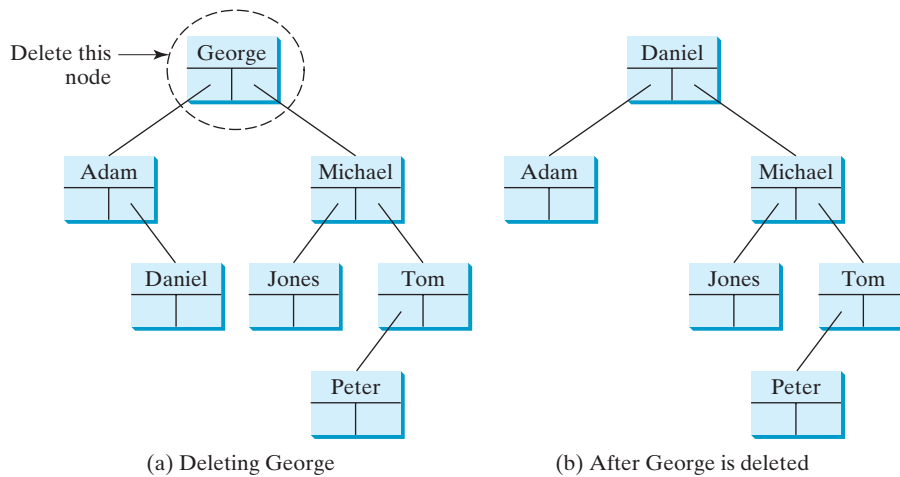 Delete this
node
George
Adam
Michael
Daniel
Jones
Tom
Peter
(a) Deleting George
Daniel
Adam
Michael
Jones
Tom
Peter
(b) After George is deleted